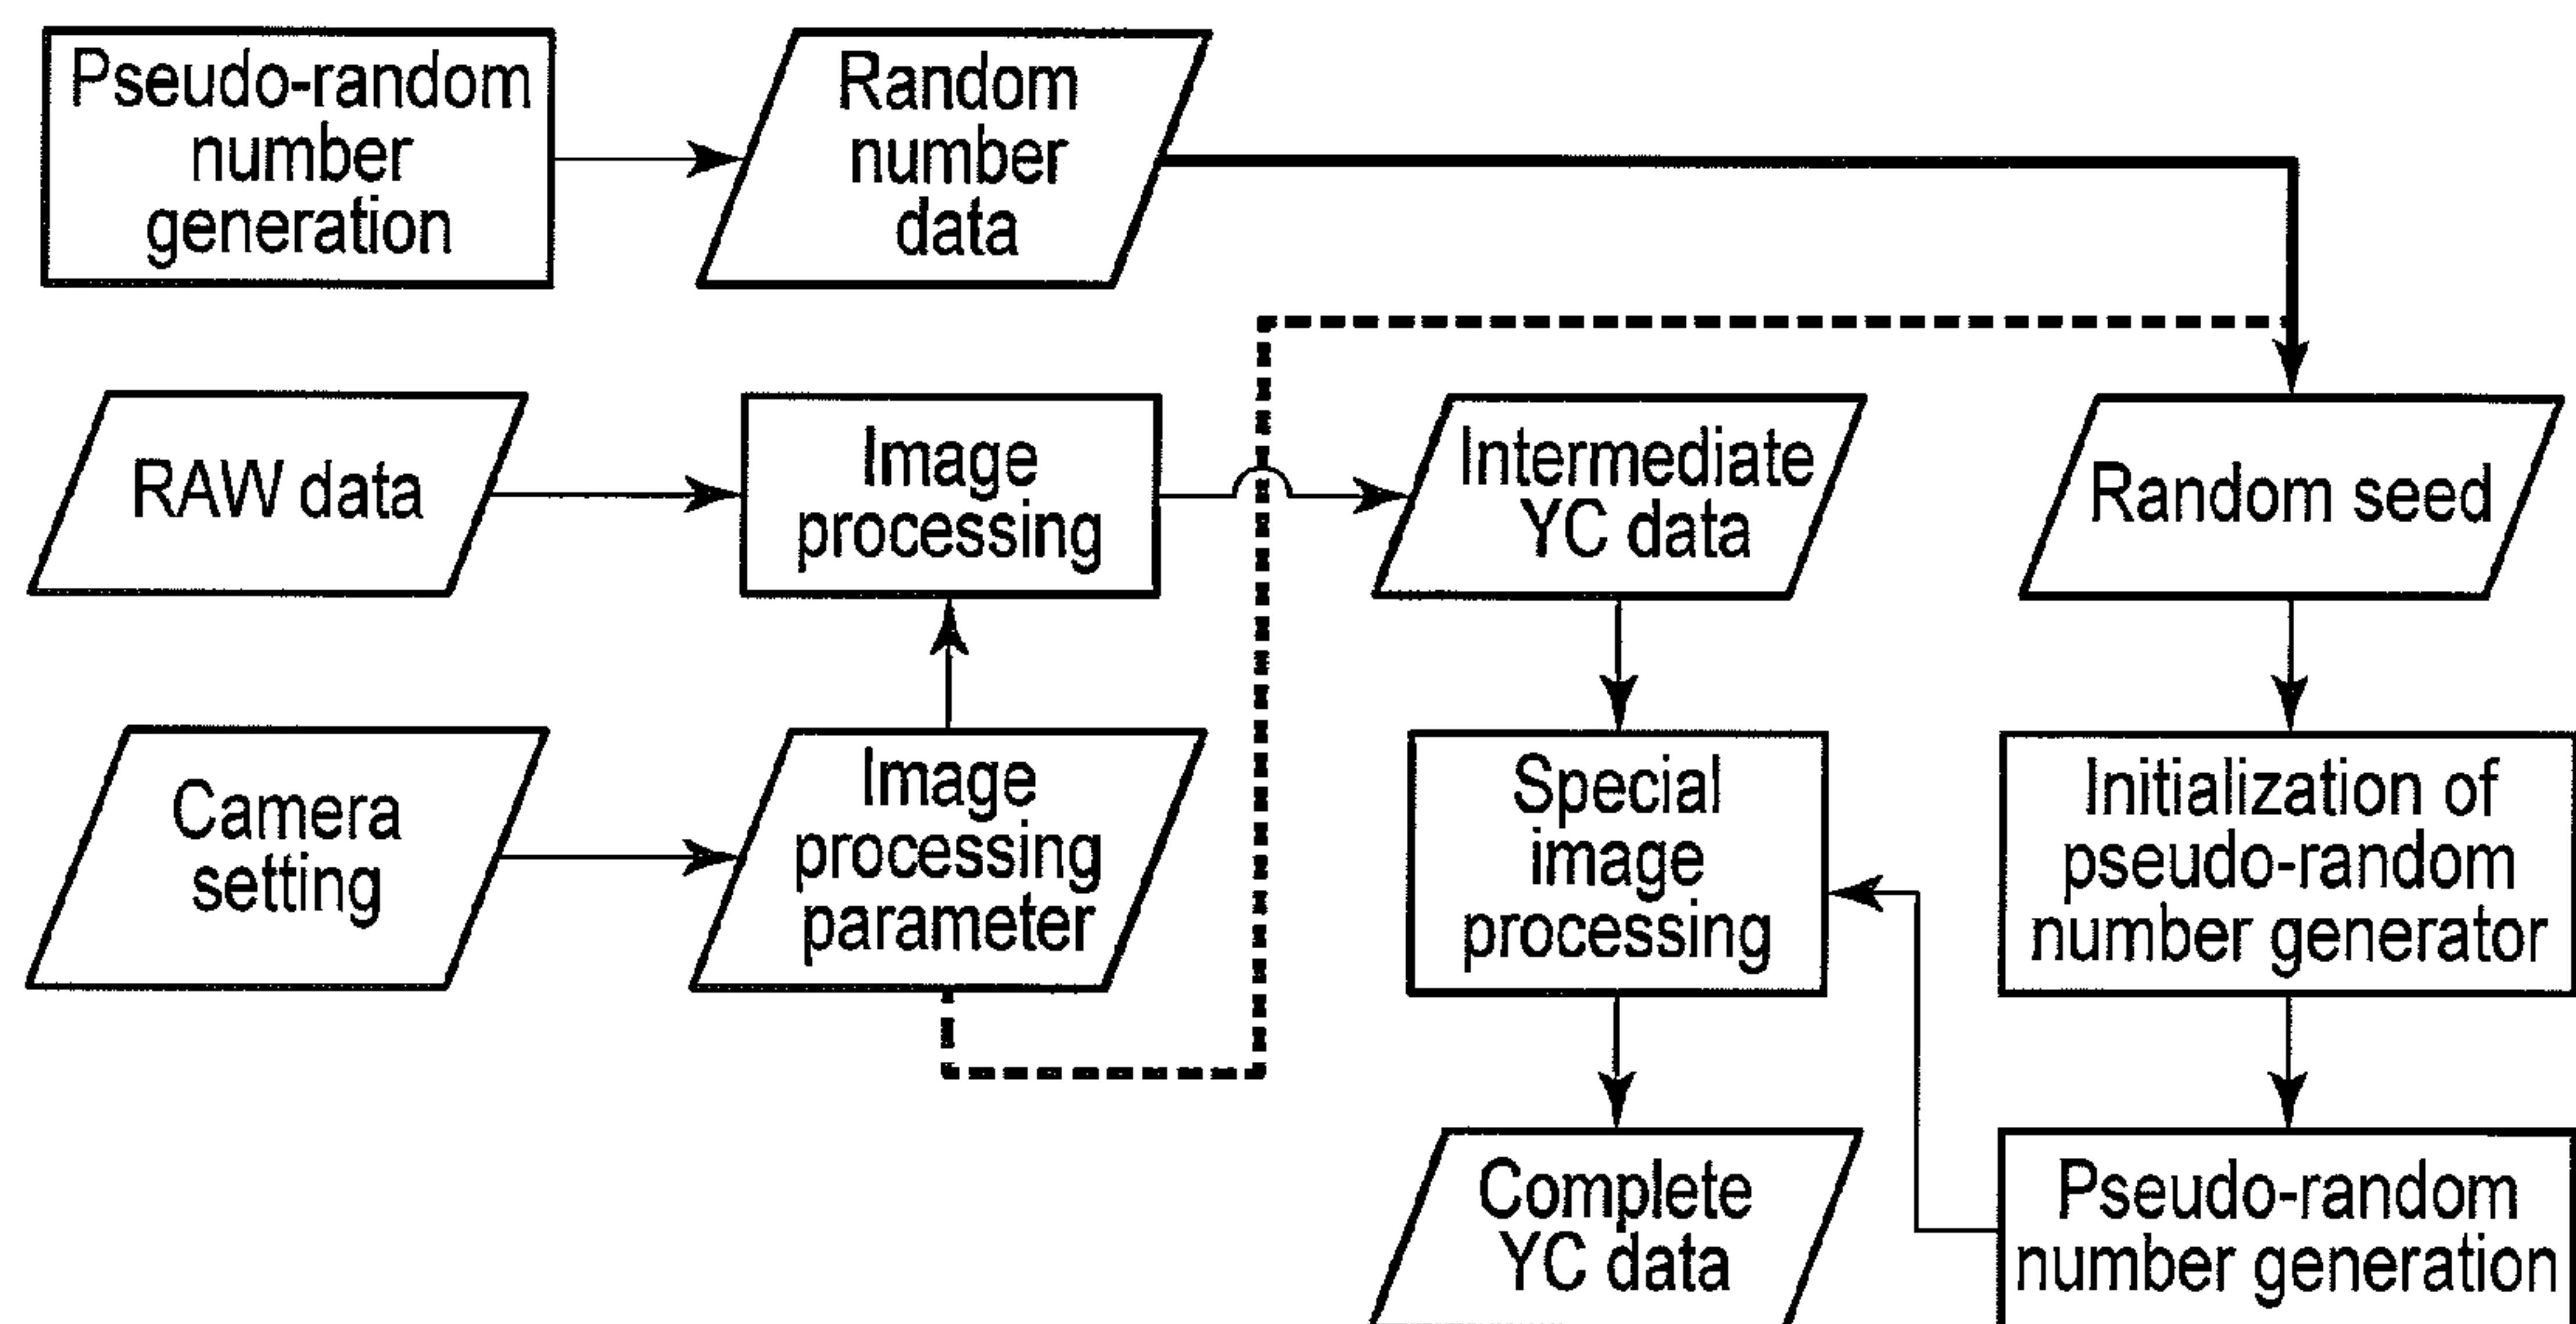 Pseudo-random
number
generation
Random
number
data
RAW data
Image
processing
Intermediate
YC data
Random seed
Camera
setting
Image
processing
parameter
Special
image
processing
Initialization of
pseudo-random
number generator
Complete
YC data
Pseudo-random
number generation